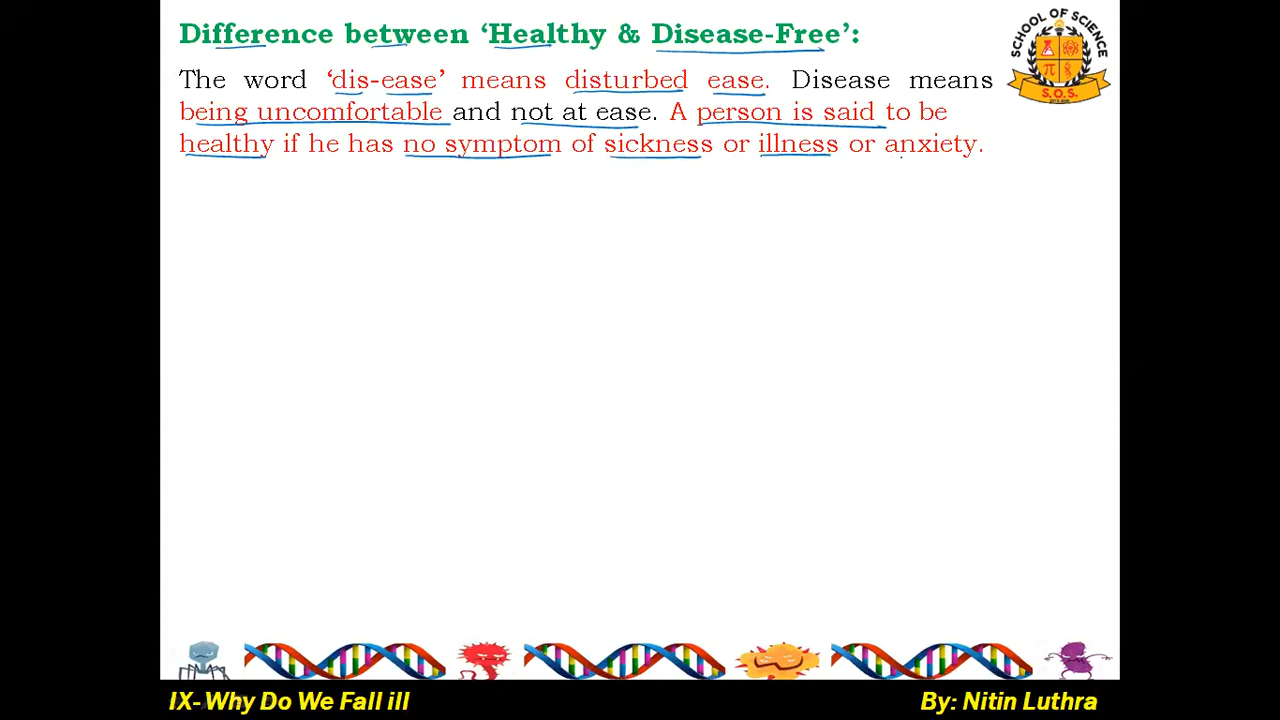 Difference between ‘Healthy & Disease-Free’:
The word ‘dis-ease’ means disturbed ease. Disease means
being uncomfortable and not at ease. A person is said to be
healthy if he has no symptom of sickness or illness or anxiety.
SCHOOL OF SCIENCE
π
S.O.S.
IX- Why Do We Fall ill
By: Nitin Luthra